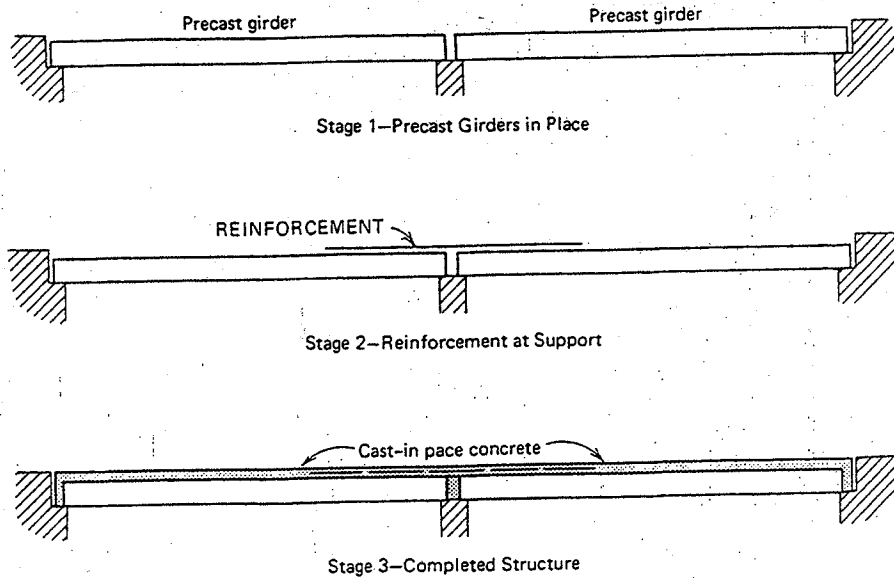 Precast girder
Precast girder
Stage 1—Precast Girders in Place
REINFORCEMENT
Stage 2—Reinforcement at Support
Cast-in pace concrete
Stage 3—Completed Structure